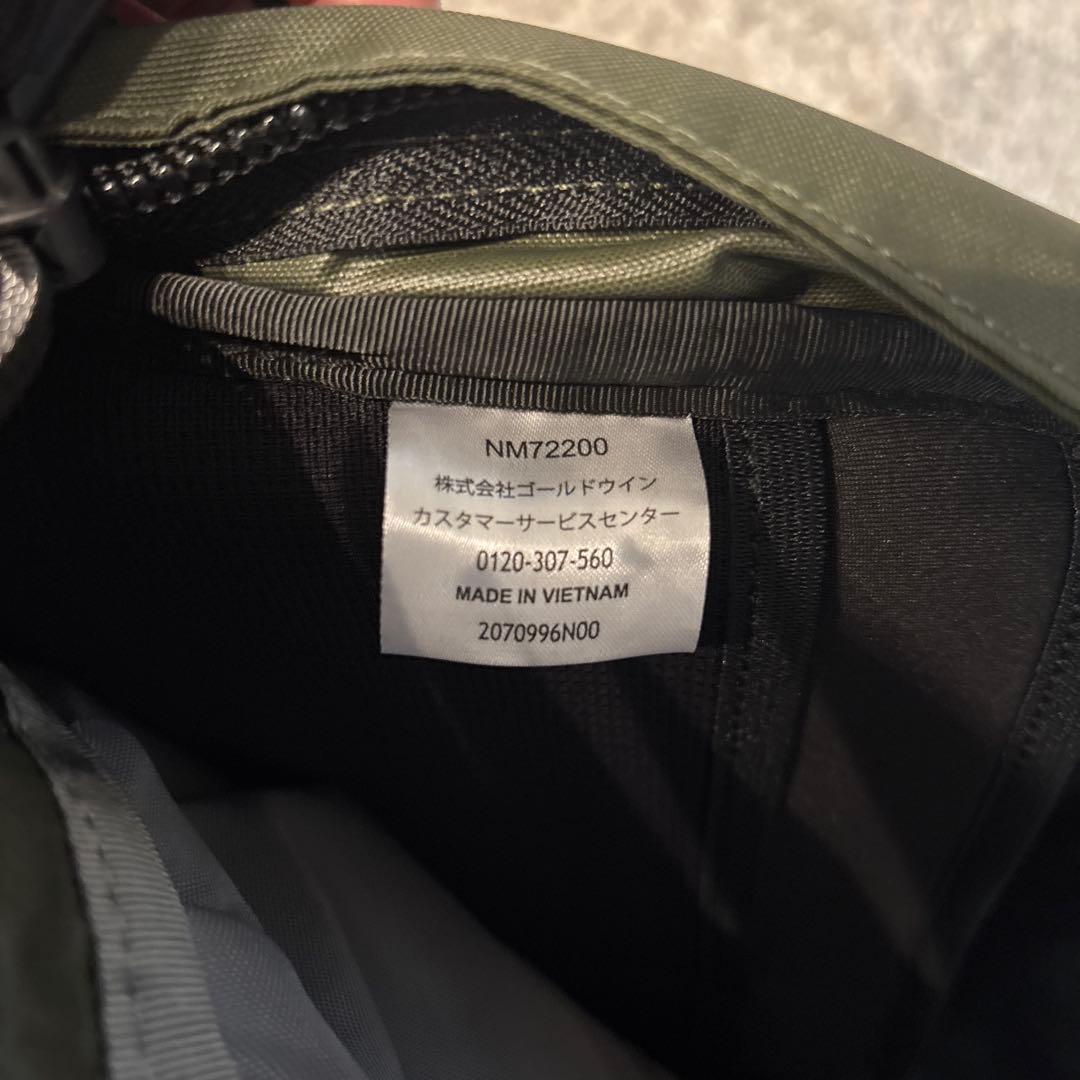 NM72200
株式会社ゴールドウイン
カスタマーサービスセンター
0120-307-560
MADE IN VIETNAM
2070996N00